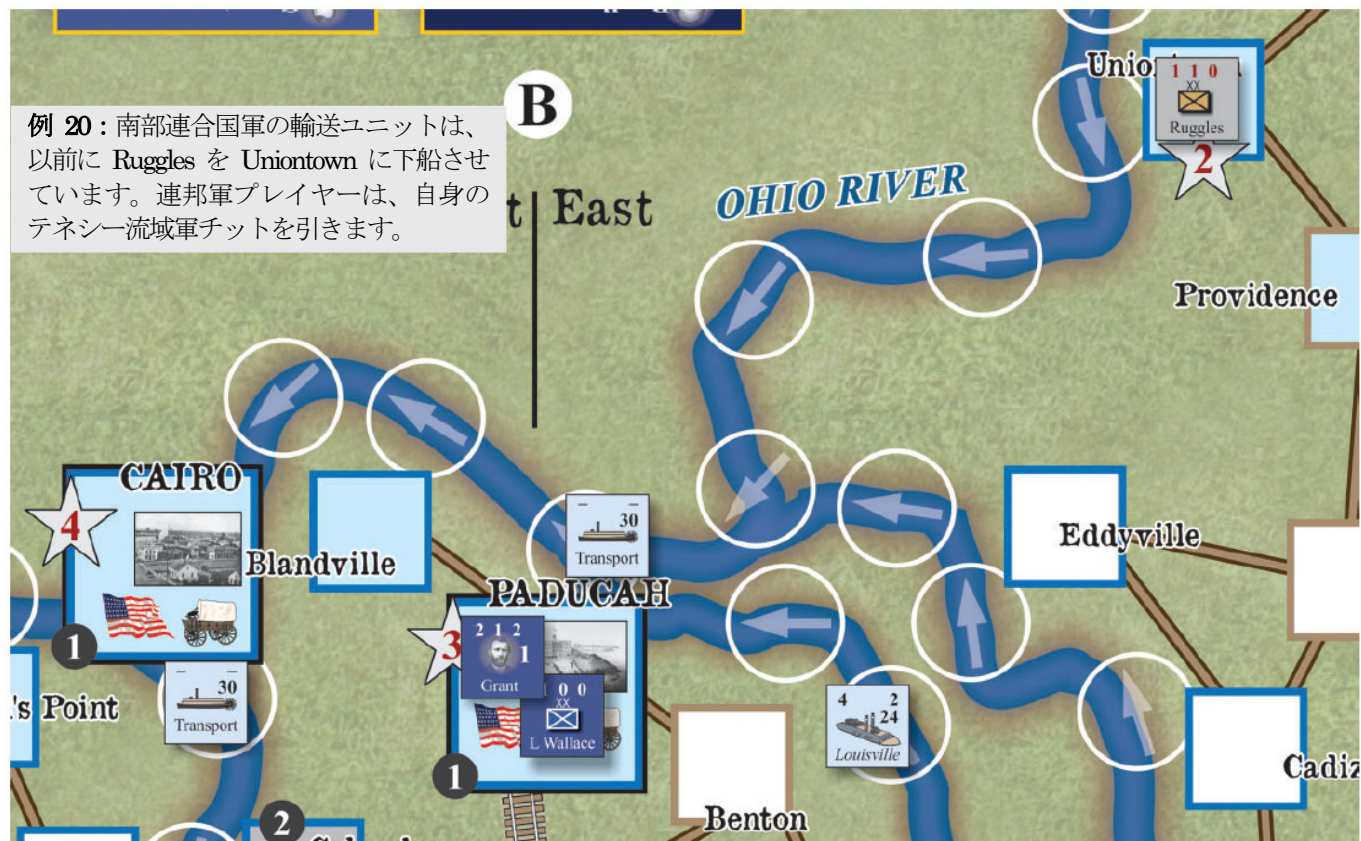 例 20：南部連合国軍の輸送ユニットは、
以前に Ruggles を Uniontown に下船させ
ています。連邦軍プレイヤーは、自身の
テネシー流域軍チットを引きます。
B
t East
OHIO RIVER
Unio
1 1 0
XX
Ruggles
2
Providence
CAIRO
4
1
Blandville
30
Transport
PADUCAH
3
2 1 2
1
Grant
0 0
XX
L Wallace
1
Eddyville
's Point
30
Transport
4 2
24
Louisville
Cadiz
Benton
2